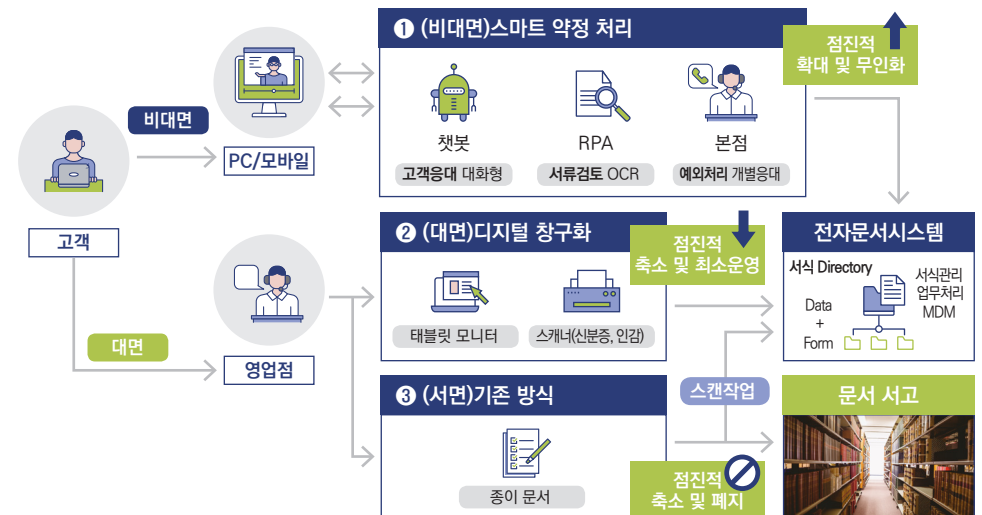 ❶ (비대면)스마트 약정 처리
점진적
확대 및 무인화
비대면
PC/모바일
챗봇
RPA
본점
고객응대 대화형
서류검토 OCR
예외처리 개별응대
고객
❷ (대면)디지털 창구화
점진적
축소 및 최소운영
전자문서시스템
서식 Directory
서식관리
업무처리
MDM
Data
+
Form
태블릿 모니터
스캐너(신분증, 인감)
대면
영업점
❸ (서면)기존 방식
스캔작업
문서 서고
종이 문서
점진적
축소 및 폐지